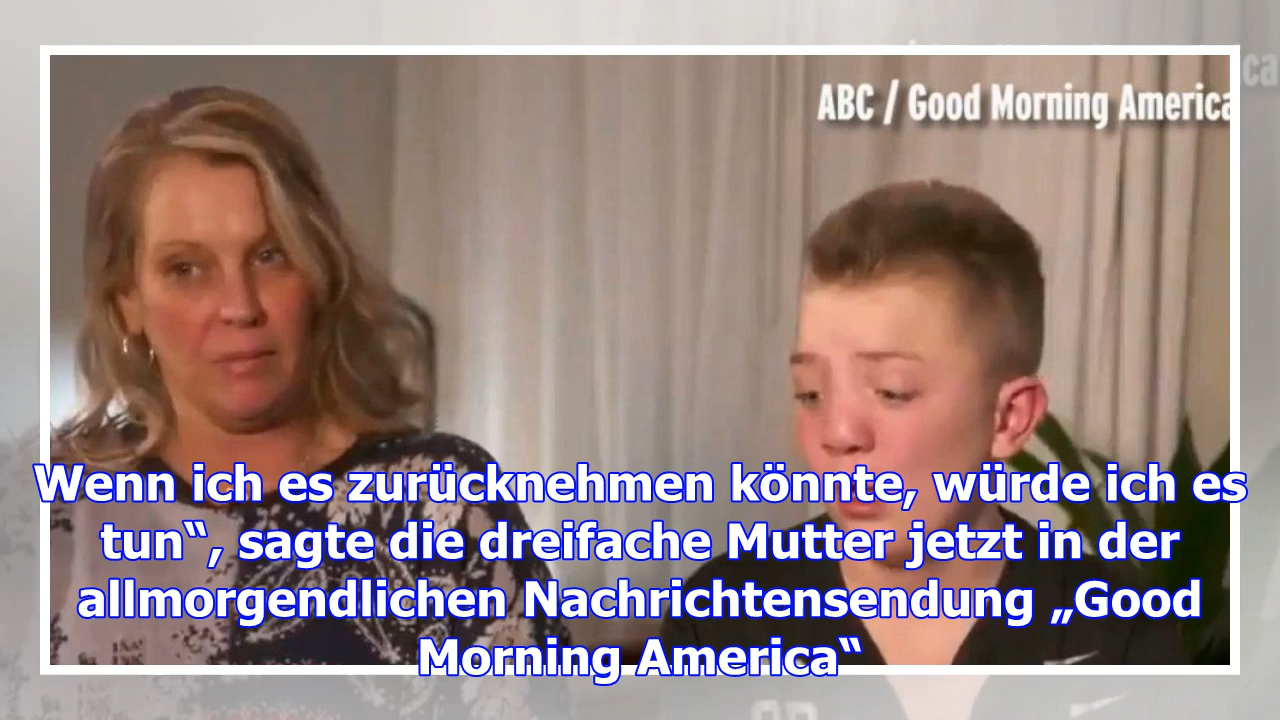 ABC / Good Morning America
Wenn ich es zurücknehmen könnte, würde ich es
tun“, sagte die dreifache Mutter jetzt in der
allmorgendlichen Nachrichtensendung „Good
Morning America“